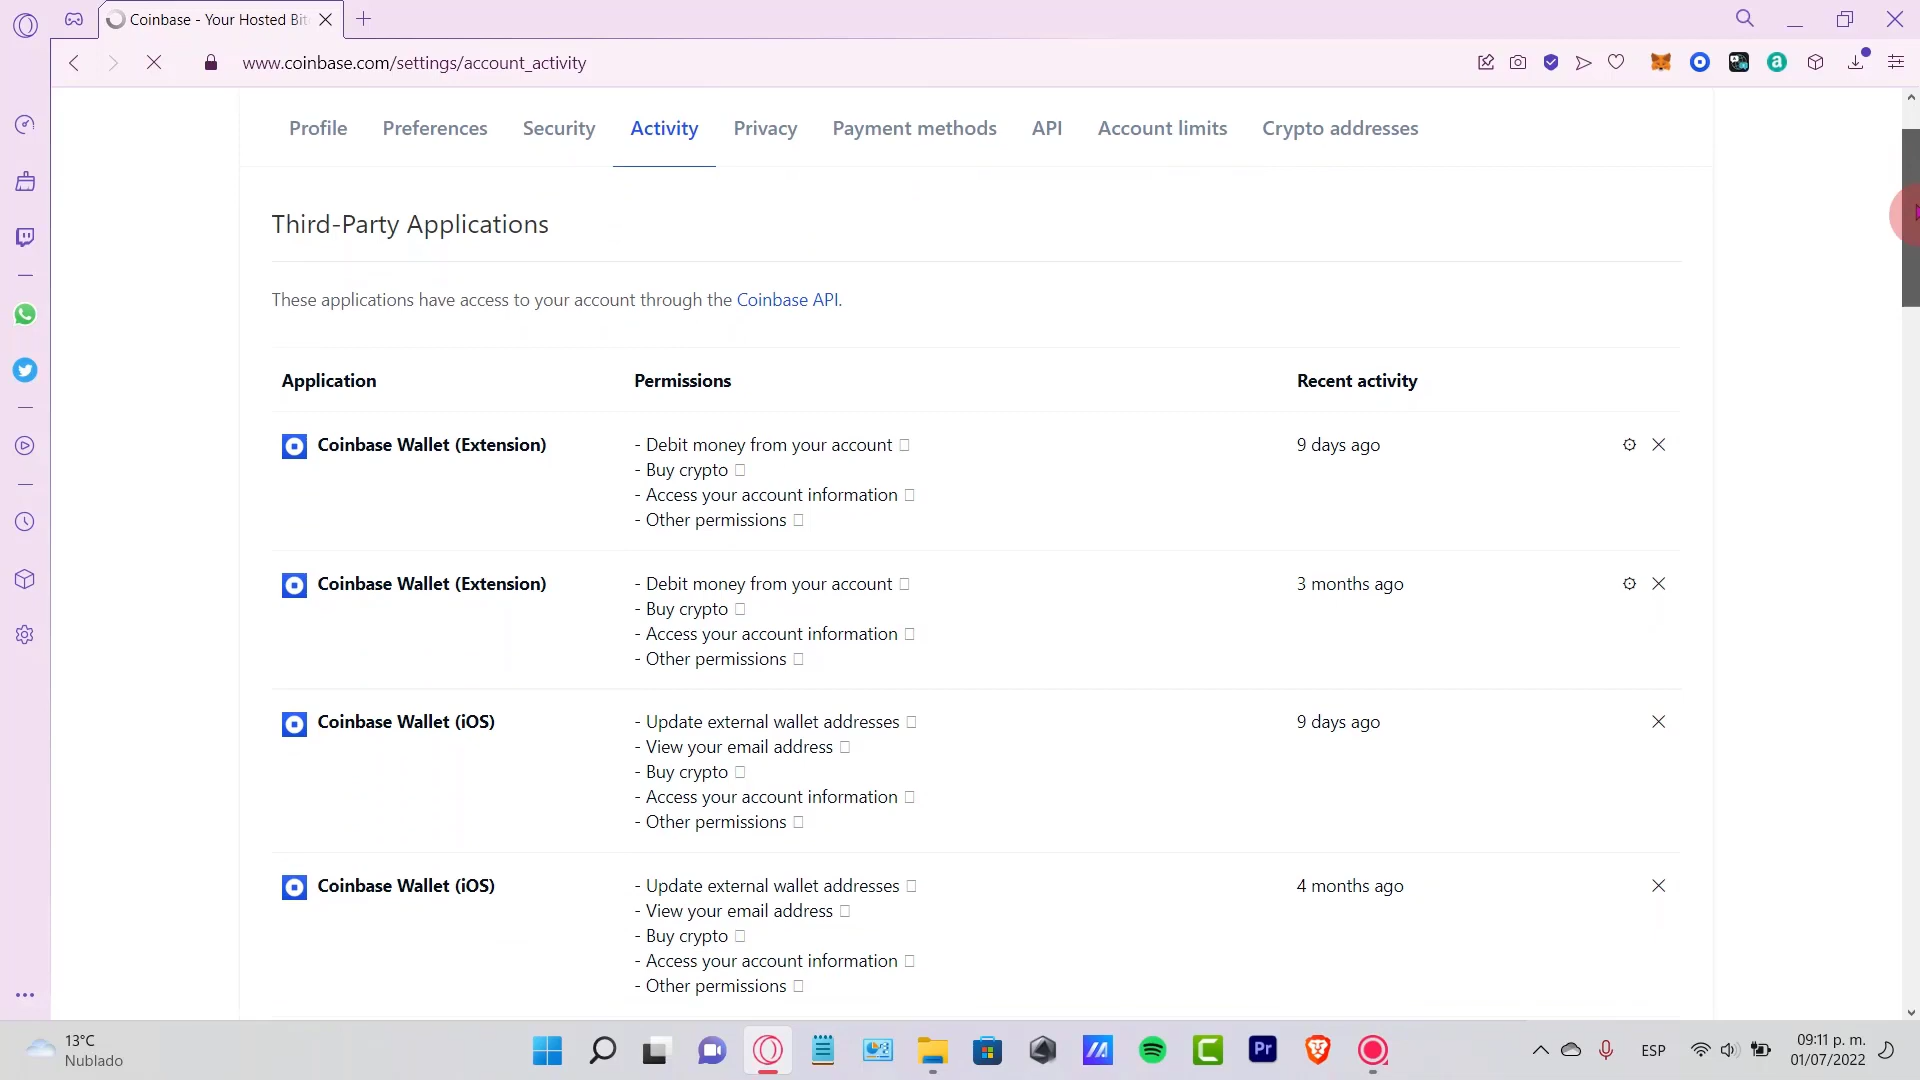 Coinbase - Your Hosted Bit
www.coinbase.com/settings/account_activity
Profile
Preferences
Security
Activity
Privacy
Payment methods
API
Account limits
Crypto addresses
Third-Party Applications
These applications have access to your account through the Coinbase API.
Application
Permissions
Recent activity
Coinbase Wallet (Extension)
- Debit money from your account
- Buy crypto
- Access your account information
- Other permissions
9 days ago
Coinbase Wallet (Extension)
- Debit money from your account
- Buy crypto
- Access your account information
- Other permissions
3 months ago
Coinbase Wallet (iOS)
- Update external wallet addresses
- View your email address
- Buy crypto
- Access your account information
- Other permissions
9 days ago
Coinbase Wallet (iOS)
- Update external wallet addresses
- View your email address
- Buy crypto
- Access your account information
- Other permissions
4 months ago
13°C
Nublado
Pr
ESP
09:11 p. m.
01/07/2022